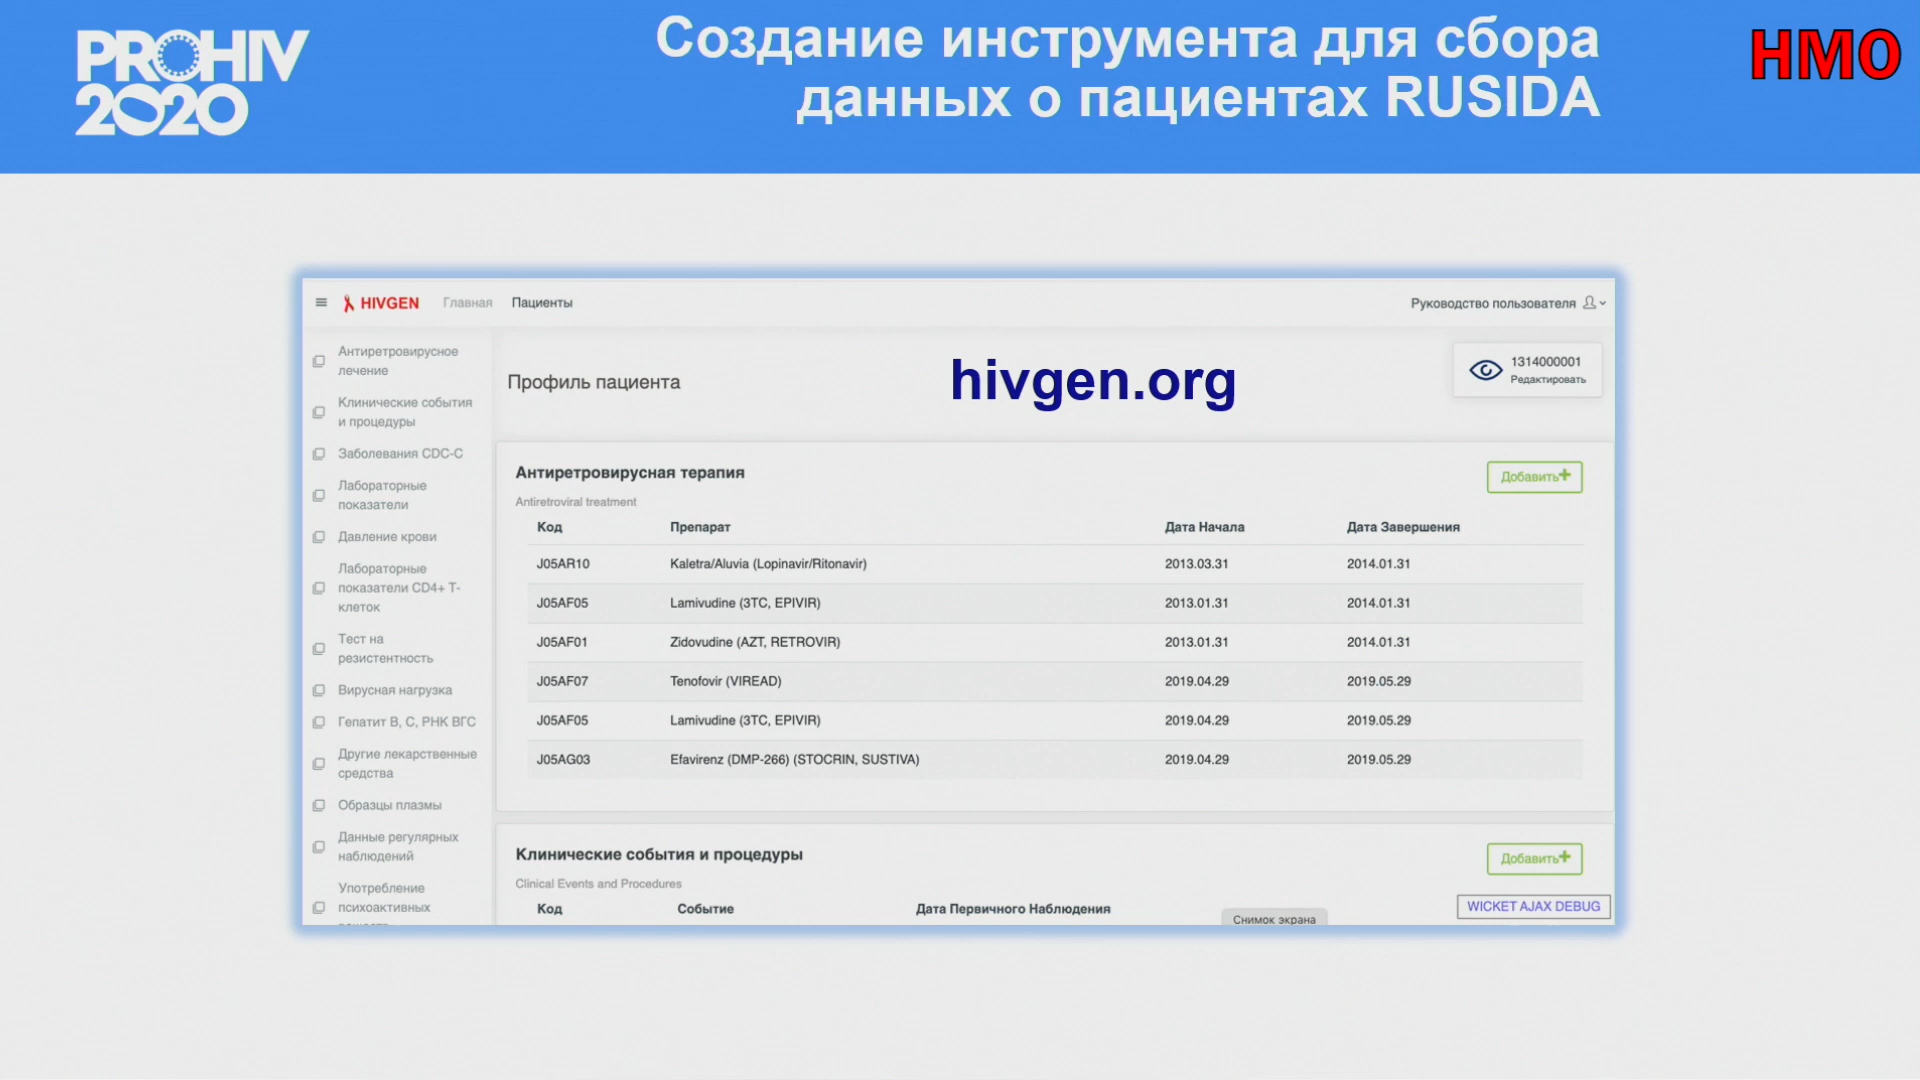 PROHIV
2020
Создание инструмента для сбора
данных о пациентах RUSIDA
НМО
HIVGEN
Главная
Пациенты
Руководство пользователя
Антиретровирусное
лечение
Клинические события
и процедуры
Заболевания CDC-C
Лабораторные
показатели
Давление крови
Лабораторные
показатели CD4+ Т-
клеток
Тест на
резистентность
Вирусная нагрузка
Гепатит В, С, РНК ВГС
Другие лекарственные
средства
Образцы плазмы
Данные регулярных
наблюдений
Употребление
психоактивных
Профиль пациента
hivgen.org
1314000001
Редактировать
Антиретровирусная терапия
Добавить+
Antiretroviral treatment
Код Препарат Дата Начала Дата Завершения
J05AR10 Kaletra/Aluvia (Lopinavir/Ritonavir) 2013.03.31 2014.01.31
J05AF05 Lamivudine (3TC, EPIVIR) 2013.01.31 2014.01.31
J05AF01 Zidovudine (AZT, RETROVIR) 2013.01.31 2014.01.31
J05AF07 Tenofovir (VIREAD) 2019.04.29 2019.05.29
J05AF05 Lamivudine (3TC, EPIVIR) 2019.04.29 2019.05.29
J05AG03 Efavirenz (DMP-266) (STOCRIN, SUSTIVA) 2019.04.29 2019.05.29
Клинические события и процедуры
Добавить+
Clinical Events and Procedures
Код Событие Дата Первичного Наблюдения
Снимок экрана
WICKET AJAX DEBUG